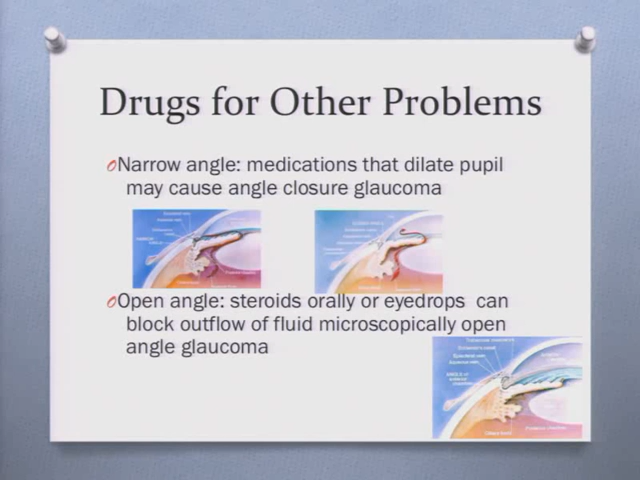 Drugs for Other Problems
Narrow angle: medications that dilate pupil
may cause angle closure glaucoma
Open angle: steroids orally or eyedrops can
block outflow of fluid microscopically open
angle glaucoma